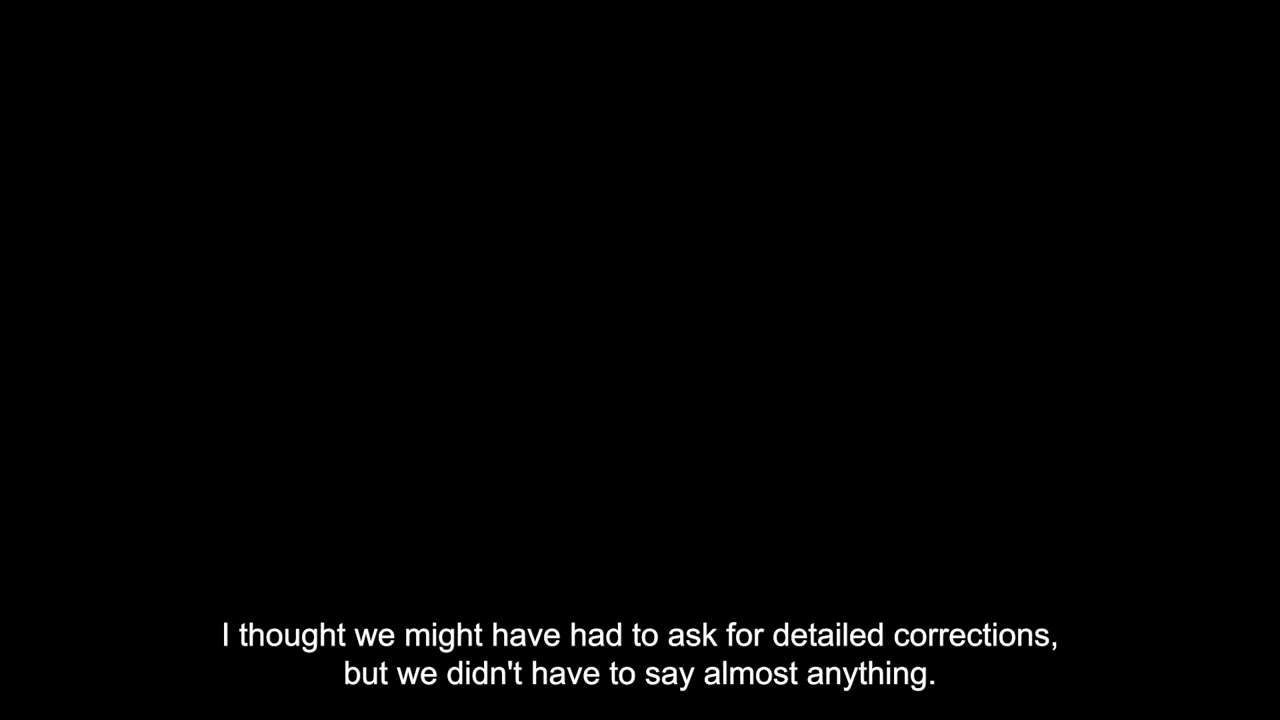 I thought we might have had to ask for detailed corrections,
but we didn't have to say almost anything.